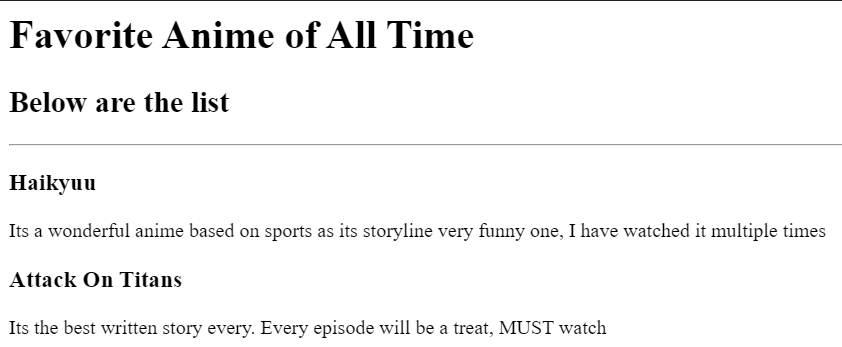 Favorite Anime of All Time
Below are the list
Haikyuu
Its a wonderful anime based on sports as its storyline very funny one, I have watched it multiple times
Attack On Titans
Its the best written story every. Every episode will be a treat, MUST watch